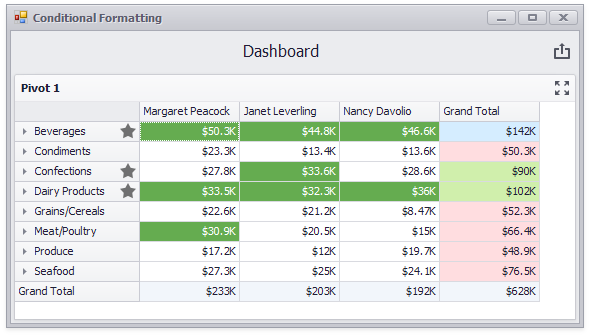 Conditional Formatting
Dashboard
Pivot 1
Margaret Peacock Janet Leverling Nancy Davolio Grand Total
Beverages $50.3K $44.8K $46.6K $142K
Condiments $23.3K $13.4K $13.6K $50.3K
Confections $27.8K $33.6K $28.6K $90K
Dairy Products $33.5K $32.3K $36K $102K
Grains/Cereals $22.6K $21.2K $8.47K $52.3K
Meat/Poultry $30.9K $20.5K $15K $66.4K
Produce $17.2K $12K $19.7K $48.9K
Seafood $27.3K $25K $24.1K $76.5K
Grand Total $233K $203K $192K $628K